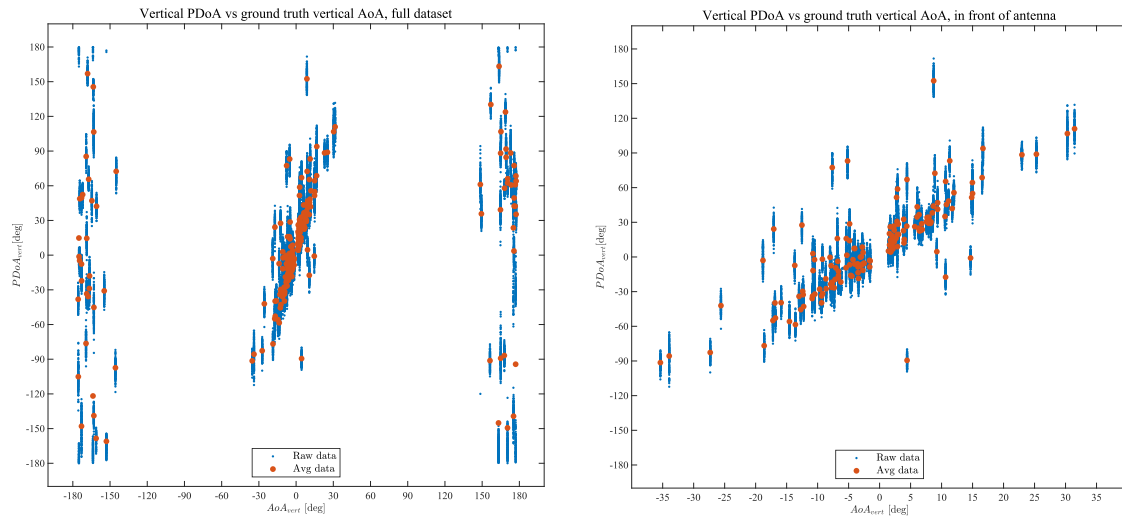 Vertical PDoA vs ground truth vertical AoA, full dataset
180
150
120
90
60
30
0
-30
-60
-90
-120
-150
-180
PDoA_vert [deg]
-180 -150 -120 -90 -60 -30 0 30 60 90 120 150 180
AoA_vert [deg]
Raw data
Avg data
Vertical PDoA vs ground truth vertical AoA, in front of antenna
180
150
120
90
60
30
0
-30
-60
-90
-120
-150
-180
PDoA_vert [deg]
-35 -30 -25 -20 -15 -10 -5 0 5 10 15 20 25 30 35
AoA_vert [deg]
Raw data
Avg data